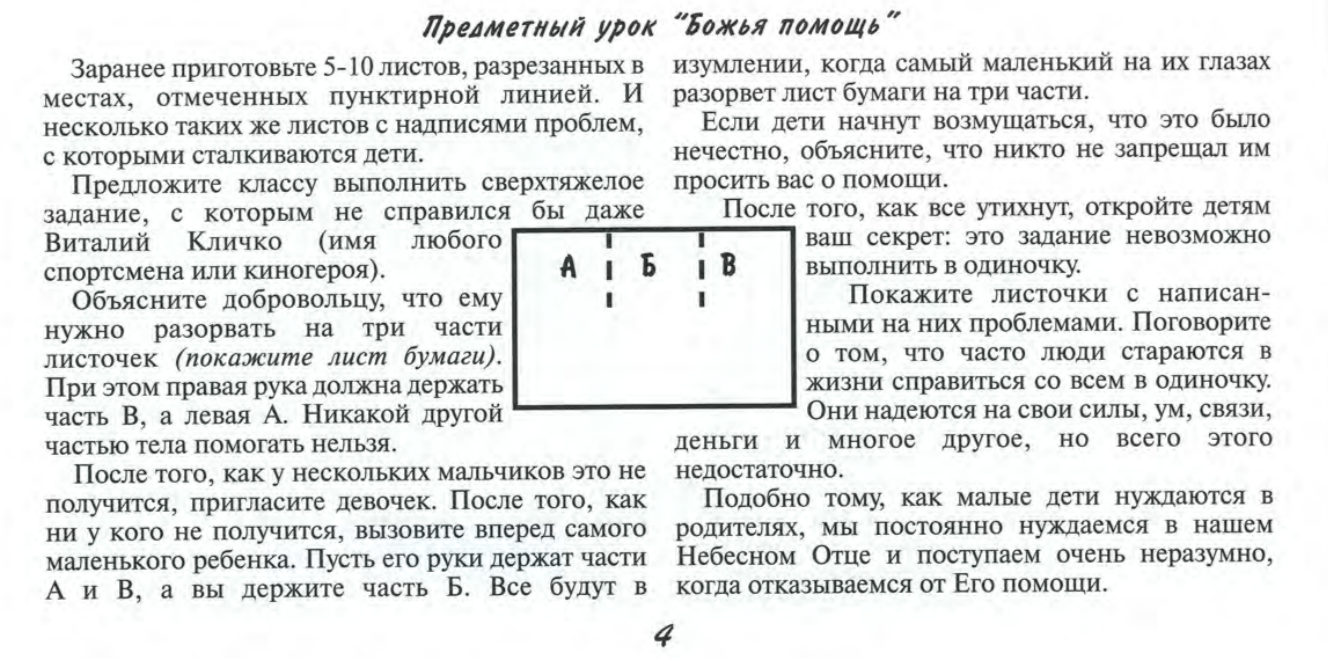 Предметный урок "Божья помощь"
Заранее приготовьте 5-10 листов, разрезанных в
местах, отмеченных пунктирной линией. И
несколько таких же листов с надписями проблем,
с которыми сталкиваются дети.
Предложите классу выполнить сверхтяжелое
задание, с которым не справился бы даже
Виталий Кличко (имя любого
спортсмена или киногероя).
Объясните добровольцу, что ему
нужно разорвать на три части
листочек (покажите лист бумаги).
При этом правая рука должна держать
часть В, а левая А. Никакой другой
частью тела помогать нельзя.
После того, как у нескольких мальчиков это не
получится, пригласите девочек. После того, как
ни у кого не получится, вызовите вперед самого
маленького ребенка. Пусть его руки держат части
А и В, а вы держите часть Б. Все будут в
А Б В
изумлении, когда самый маленький на их глазах
разорвет лист бумаги на три части.
Если дети начнут возмущаться, что это было
нечестно, объясните, что никто не запрещал им
просить вас о помощи.
После того, как все утихнут, откройте детям
ваш секрет: это задание невозможно
выполнить в одиночку.
Покажите листочки с написан-
ными на них проблемами. Поговорите
о том, что часто люди стараются в
жизни справиться со всем в одиночку.
Они надеются на свои силы, ум, связи,
деньги и многое другое, но всего этого
недостаточно.
Подобно тому, как малые дети нуждаются в
родителях, мы постоянно нуждаемся в нашем
Небесном Отце и поступаем очень неразумно,
когда отказываемся от Его помощи.
4